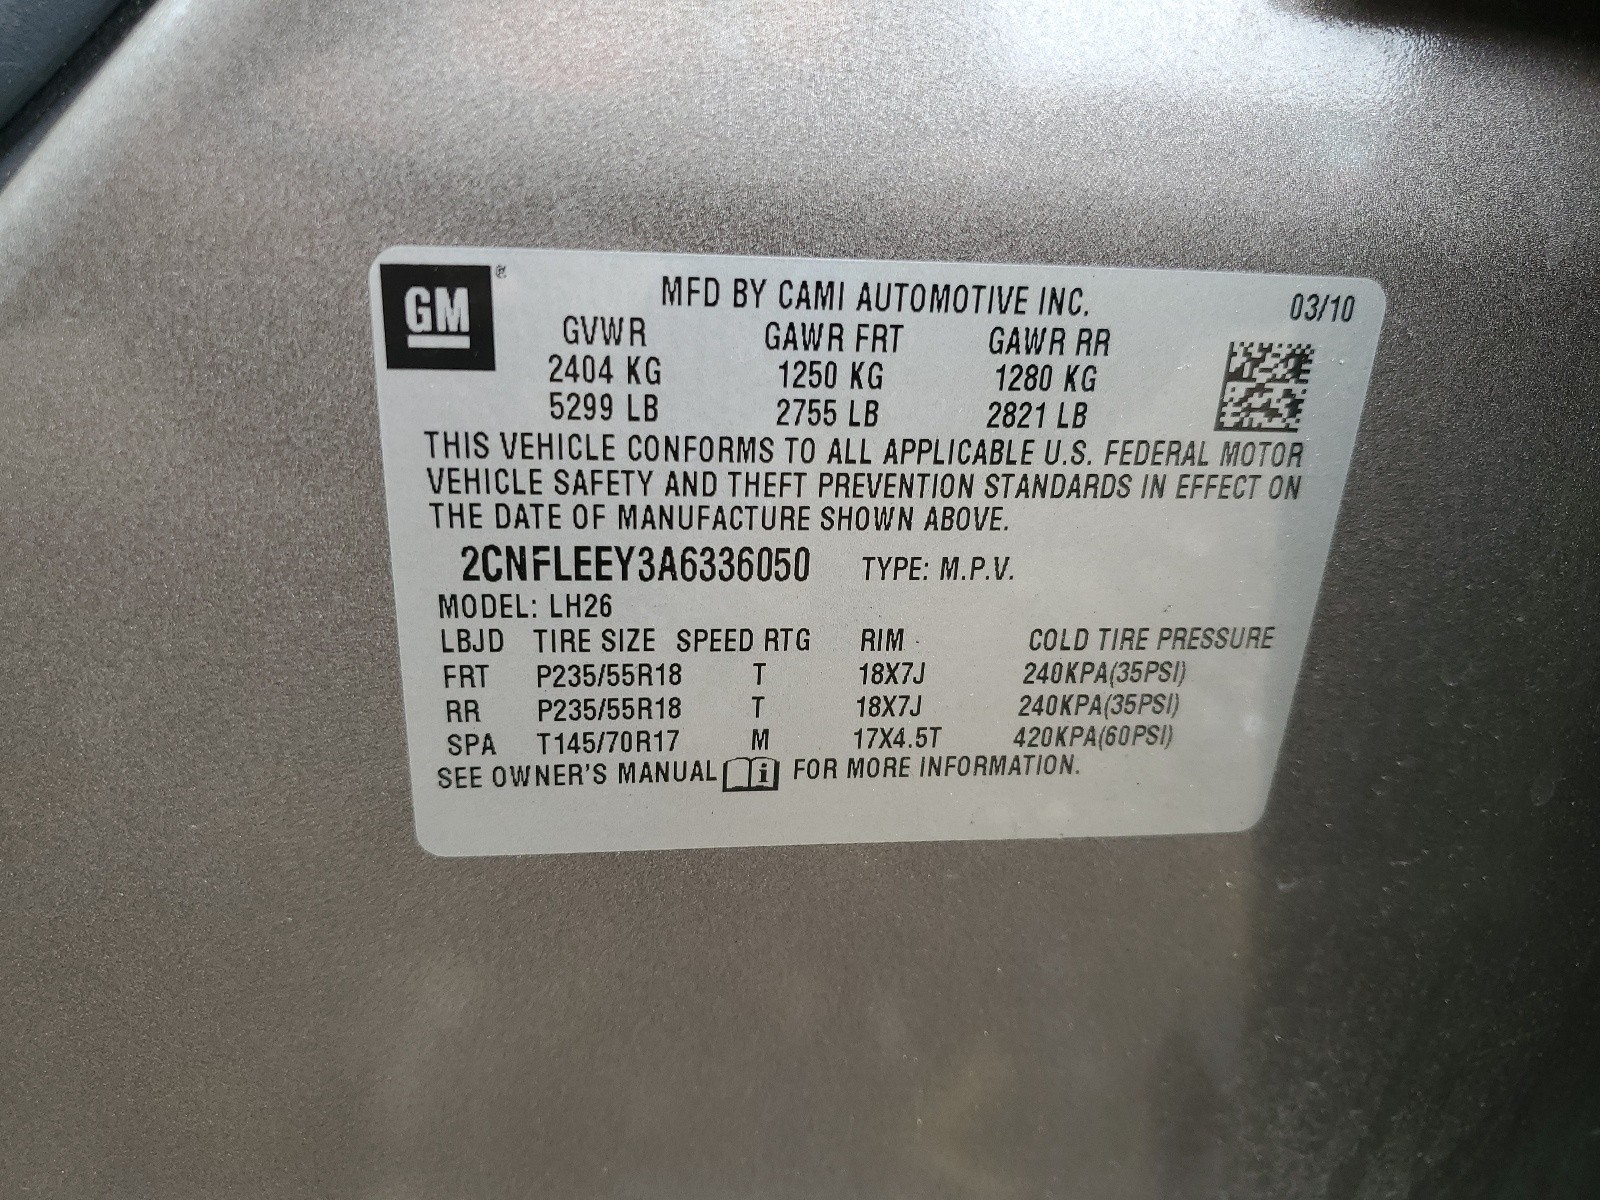 GM ®
MFD BY CAMI AUTOMOTIVE INC. 03/10
GVWR GAWR FRT GAWR RR
2404 KG 1250 KG 1280 KG
5299 LB 2755 LB 2821 LB
THIS VEHICLE CONFORMS TO ALL APPLICABLE U.S. FEDERAL MOTOR
VEHICLE SAFETY AND THEFT PREVENTION STANDARDS IN EFFECT ON
THE DATE OF MANUFACTURE SHOWN ABOVE.
2CNFLEEY3A6336050 TYPE: M.P.V.
MODEL: LH26
LBJD TIRE SIZE SPEED RTG RIM COLD TIRE PRESSURE
FRT P235/55R18 T 18X7J 240KPA(35PSI)
RR P235/55R18 T 18X7J 240KPA(35PSI)
SPA T145/70R17 M 17X4.5T 420KPA(60PSI)
SEE OWNER'S MANUAL i FOR MORE INFORMATION.